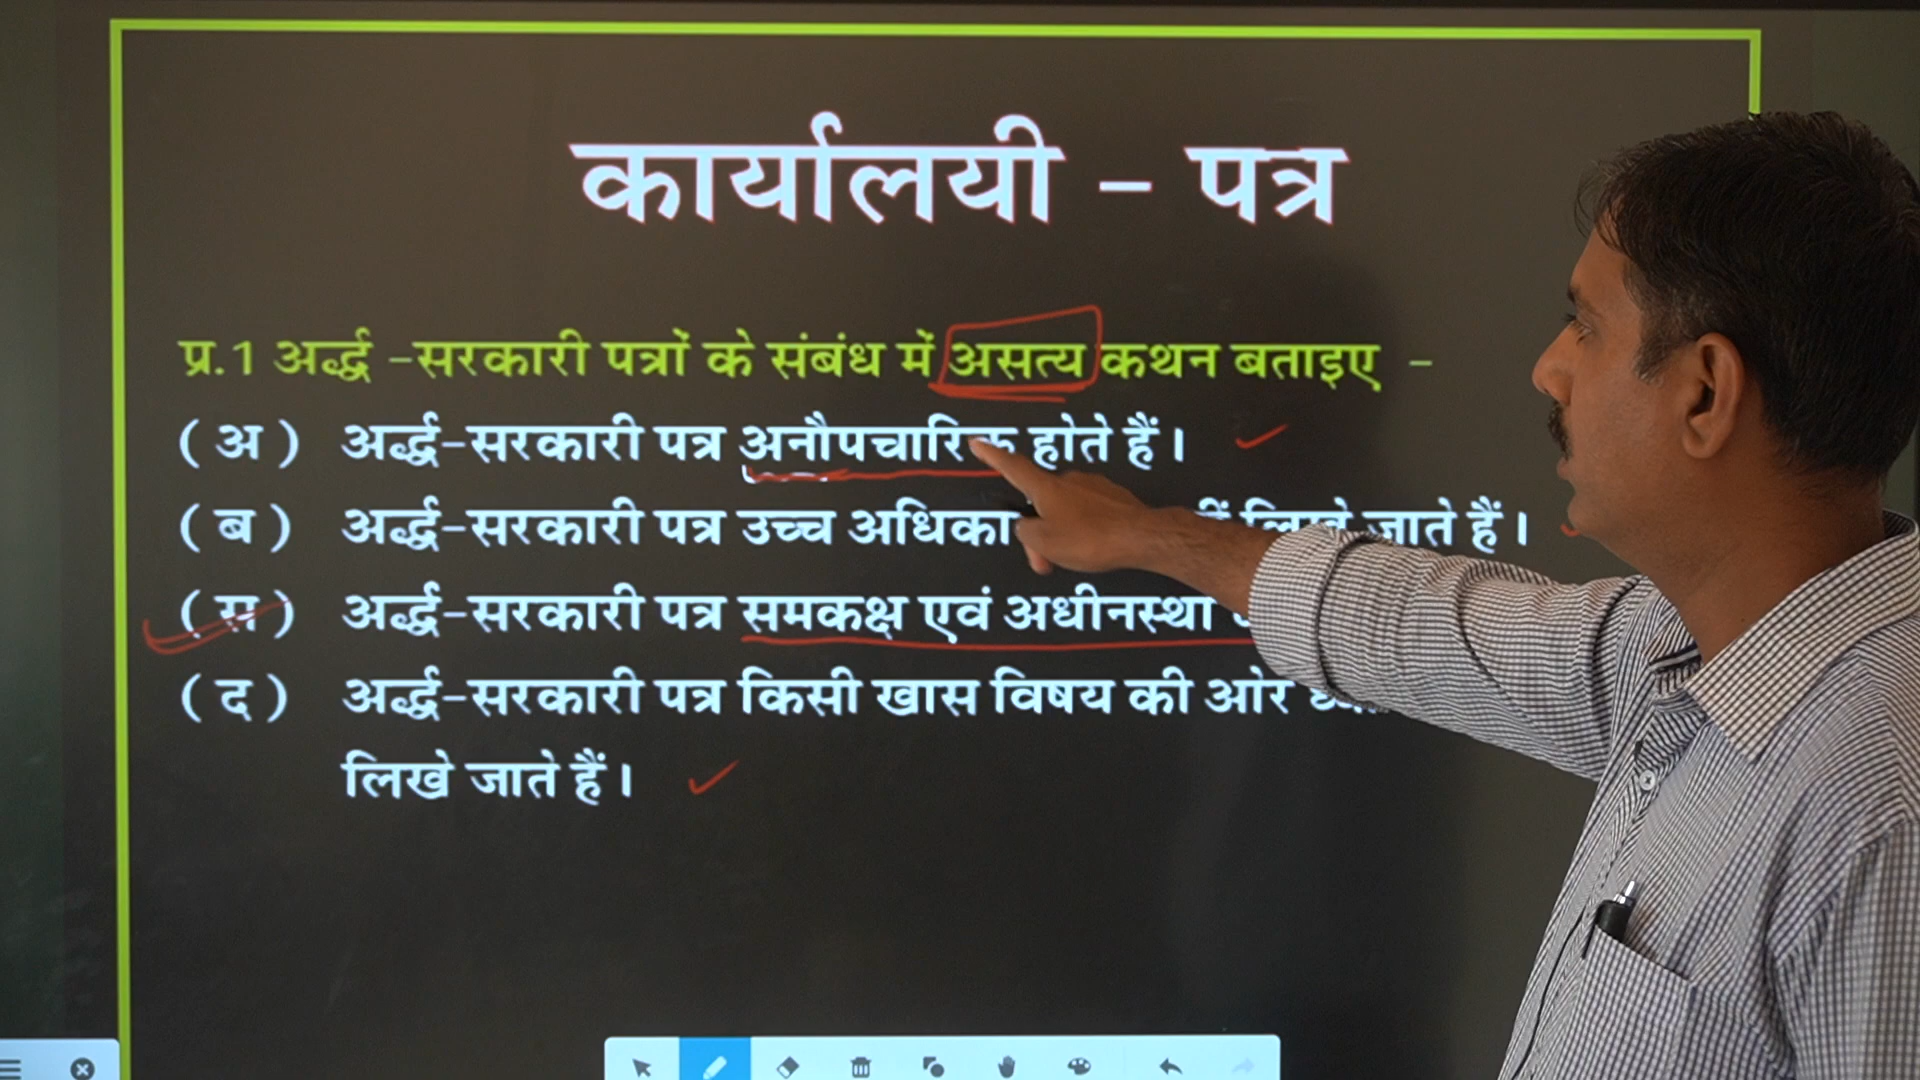 कार्यालयी – पत्र
प्र.1 अर्द्ध –सरकारी पत्रों के संबंध में असत्य कथन बताइए –
( अ ) अर्द्ध-सरकारी पत्र अनौपचारिक होते हैं।
( ब ) अर्द्ध-सरकारी पत्र उच्च लिखे जाते हैं।
( स ) अर्द्ध-सरकारी पत्र समकक्ष एवं अधीनस्था
( द ) अर्द्ध-सरकारी पत्र किसी खास विषय की ओर
लिखे जाते हैं।